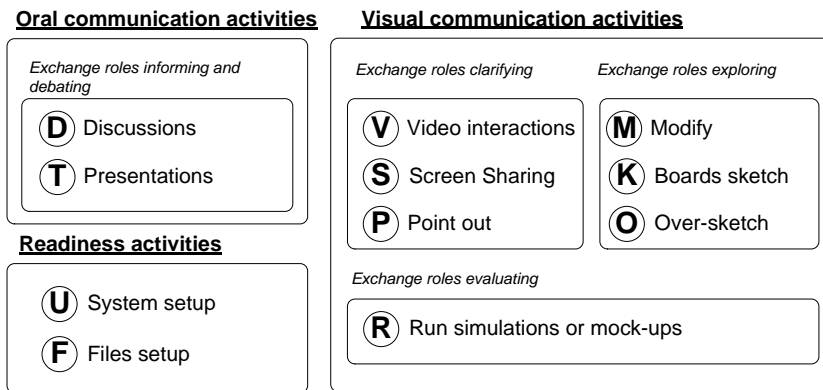 Oral communication activities
Exchange roles informing and
debating
D Discussions
T Presentations
Readiness activities
U System setup
F Files setup
Visual communication activities
Exchange roles clarifying
V Video interactions
S Screen Sharing
P Point out
Exchange roles exploring
M Modify
K Boards sketch
O Over-sketch
Exchange roles evaluating
R Run simulations or mock-ups